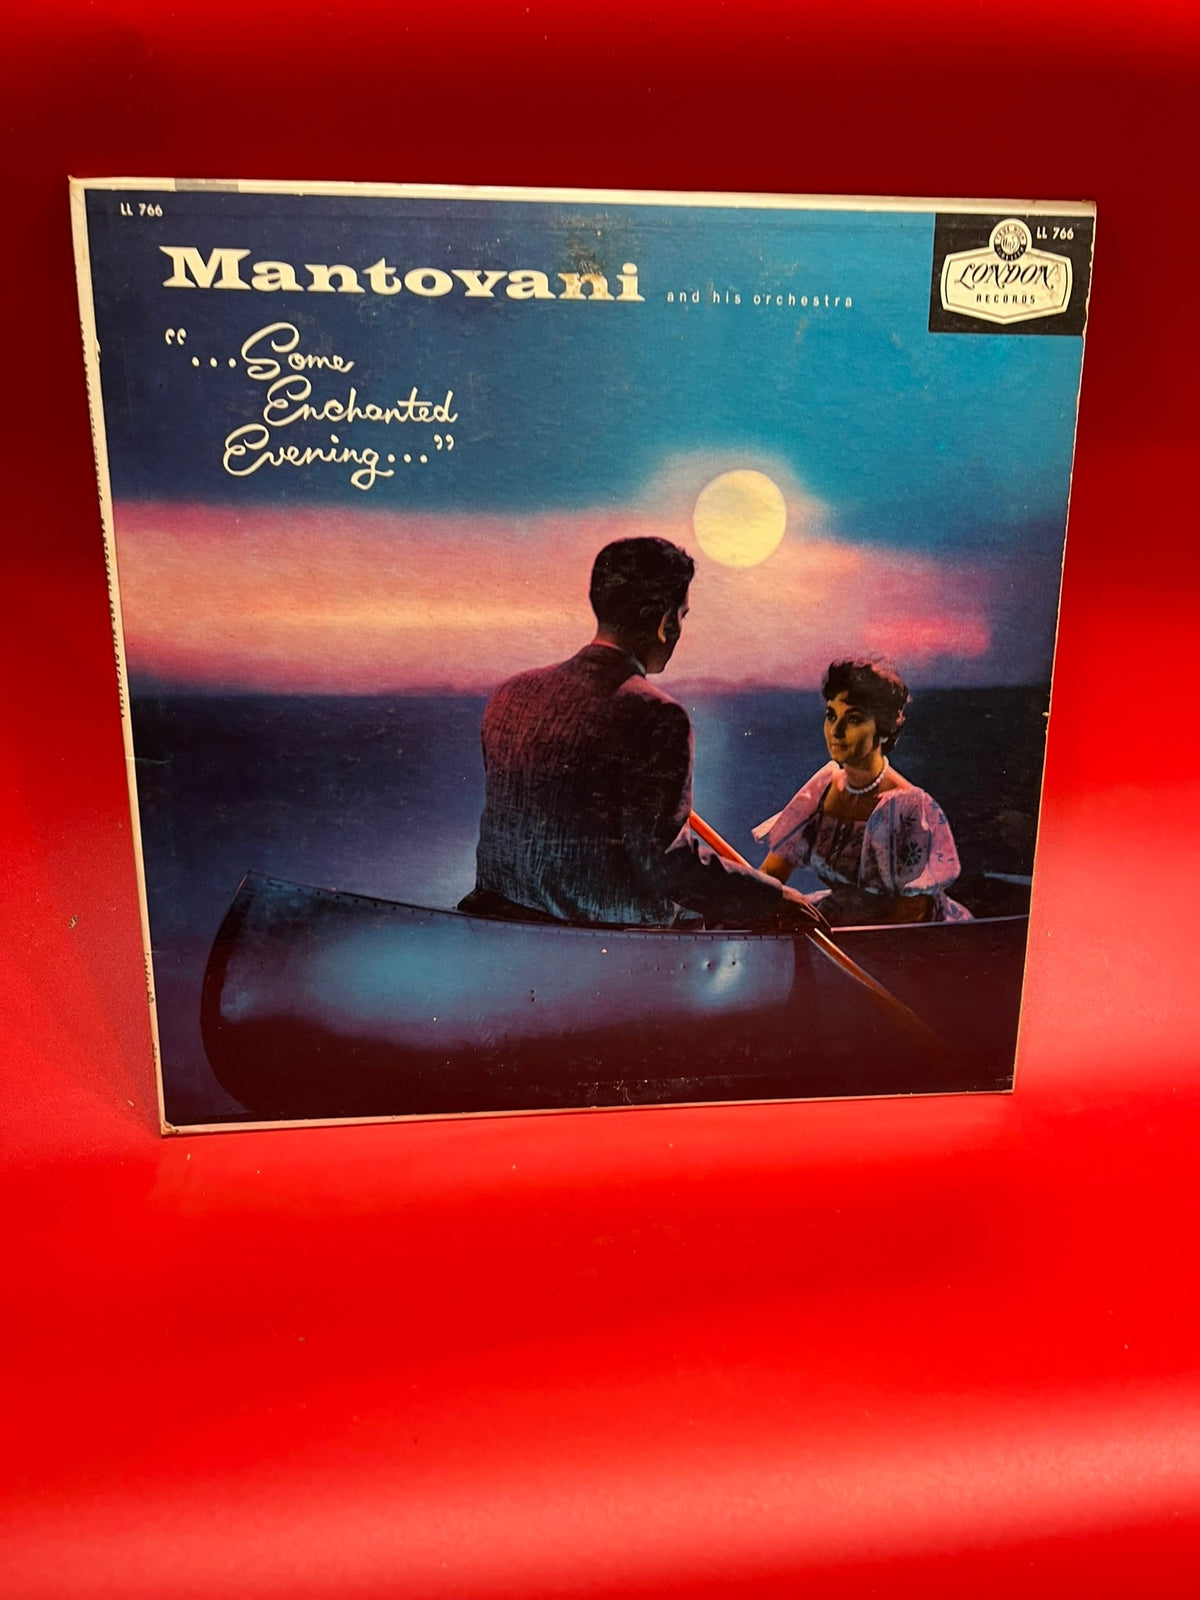 LL 766
Mantovani and his orchestra
"...Some
Enchanted
Evening..."
LL 766
LONDON
RECORDS